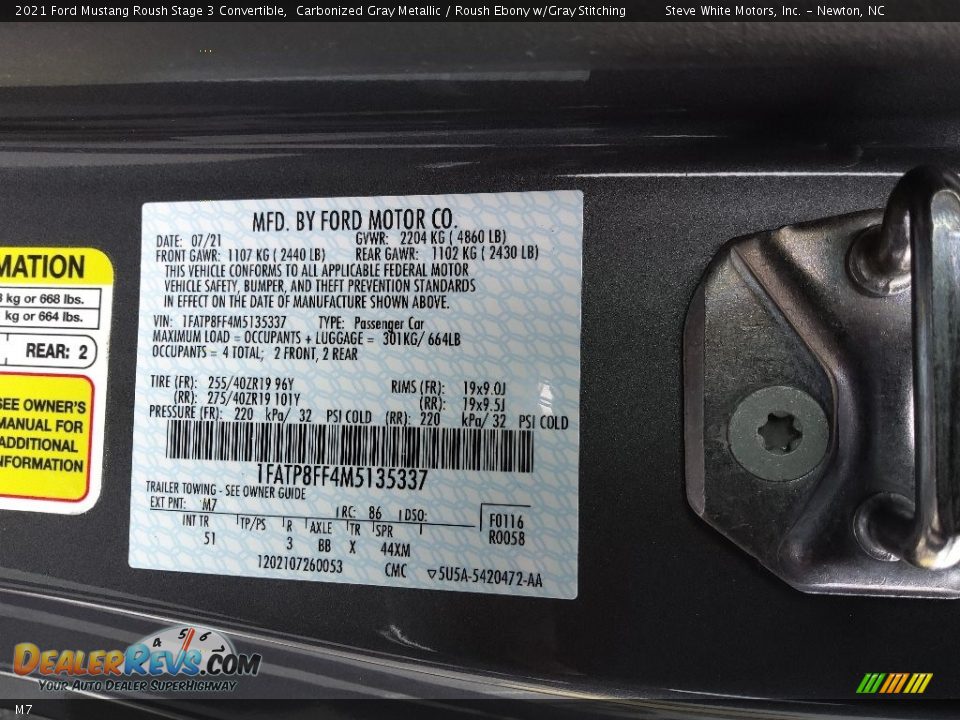 2021 Ford Mustang Roush Stage 3 Convertible, Carbonized Gray Metallic / Roush Ebony w/Gray Stitching Steve White Motors, Inc. – Newton, NC
MATION
kg or 668 lbs.
kg or 664 lbs.
REAR: 2
SEE OWNER'S
MANUAL FOR
ADDITIONAL
NFORMATION
MFD. BY FORD MOTOR CO.
DATE: 07/21 GVWR: 2204 KG ( 4860 LB)
FRONT GAWR: 1107 KG ( 2440 LB) REAR GAWR: 1102 KG ( 2430 LB)
THIS VEHICLE CONFORMS TO ALL APPLICABLE FEDERAL MOTOR
VEHICLE SAFETY, BUMPER, AND THEFT PREVENTION STANDARDS
IN EFFECT ON THE DATE OF MANUFACTURE SHOWN ABOVE.
VIN: 1FATP8FF4M5135337 TYPE: Passenger Car
MAXIMUM LOAD = OCCUPANTS + LUGGAGE = 301KG/ 664LB
OCCUPANTS = 4 TOTAL; 2 FRONT, 2 REAR
TIRE (FR): 255/40ZR19 96Y RIMS (FR): 19x9.0J
(RR): 275/40ZR19 101Y (RR): 19x9.5J
PRESSURE (FR): 220 kPa/ 32 PSI COLD (RR): 220 kPa/ 32 PSI COLD
1FATP8FF4M5135337
TRAILER TOWING - SEE OWNER GUIDE
EXT PNT: M7 RC: 86 DSO: F0116
INT TR TP/PS R AXLE TR SPR R0058
51 3 BB X 44XM
1202107260053 CMC ▽5U5A-5420472-AA
DEALERREVS.COM
4 5 6
Your Auto Dealer SuperHighway
M7